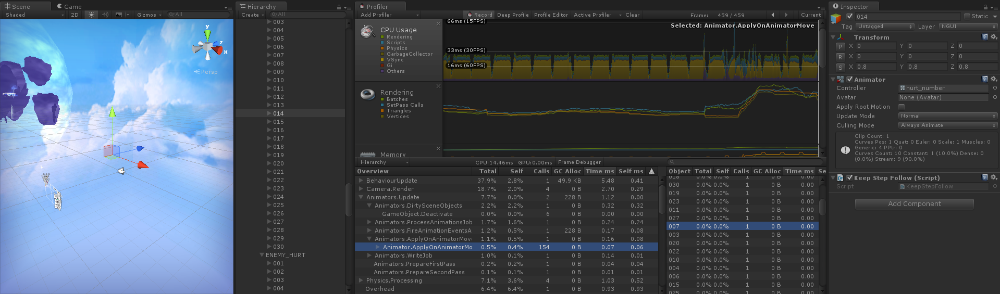 Scene
Game
Shaded
2D
Gizmos
All
y
z
x
Persp
Hierarchy
Create
All
003
004
005
006
007
008
009
010
011
012
013
014
015
016
017
018
019
020
021
022
023
024
025
026
027
028
029
030
ENEMY_HURT
001
002
003
004
Profiler
Add Profiler
Record
Deep Profile
Profile Editor
Active Profiler
Clear
Frame: 459 / 459
Current
CPU Usage
Rendering
Scripts
Physics
GarbageCollector
VSync
Gi
Others
66ms (15FPS)
Selected: Animator.ApplyOnAnimatorMove
33ms (30FPS)
16ms (60FPS)
Rendering
Batches
SetPass Calls
Triangles
Vertices
Memory
Hierarchy
CPU:14.46ms GPU:0.00ms
Frame Debugger
Overview Total Self Calls GC Alloc Time ms Self ms
BehaviourUpdate 37.9% 2.8% 1 49.9 KB 5.48 0.41
Camera.Render 18.7% 2.0% 4 0 B 2.70 0.29
Animators.Update 7.7% 0.0% 2 228 B 1.12 0.00
Animators.DirtySceneObjects 2.2% 2.2% 1 0 B 0.32 0.32
GameObject.Deactivate 0.0% 0.0% 6 0 B 0.00 0.00
Animators.ProcessAnimationsJob 1.7% 1.6% 1 0 B 0.24 0.24
Animators.FireAnimationEventsA 1.2% 0.5% 1 228 B 0.17 0.08
Animators.ApplyOnAnimatorMov 1.1% 0.5% 1 0 B 0.16 0.08
Animator.ApplyOnAnimatorMo 0.5% 0.4% 154 0 B 0.07 0.06
Animators.WriteJob 1.0% 0.1% 1 0 B 0.14 0.01
Animators.PrepareFirstPass 0.2% 0.2% 1 0 B 0.04 0.04
Animators.PrepareSecondPass 0.1% 0.1% 1 0 B 0.01 0.01
Physics.Processing 7.1% 3.6% 4 0 B 1.03 0.52
Overhead 6.4% 6.4% 1 0 B 0.93 0.93
Object Total Self Calls GC Alloc Time ms Se
018 0.0% 0.0% 1 0 B 0.00
030 0.0% 0.0% 1 0 B 0.00
019 0.0% 0.0% 1 0 B 0.00
023 0.0% 0.0% 1 0 B 0.00
011 0.0% 0.0% 1 0 B 0.00
027 0.0% 0.0% 1 0 B 0.00
007 0.0% 0.0% 1 0 B 0.00
003 0.0% 0.0% 1 0 B 0.00
020 0.0% 0.0% 1 0 B 0.00
022 0.0% 0.0% 1 0 B 0.00
010 0.0% 0.0% 1 0 B 0.00
004 0.0% 0.0% 1 0 B 0.00
006 0.0% 0.0% 1 0 B 0.00
015 0.0% 0.0% 1 0 B 0.00
025 0.0% 0.0% 1 0 B 0.00
Inspector
014
Static
Tag Untagged Layer NGUI
Transform
P X 0 Y 0 Z 0
R X 0 Y 0 Z 0
S X 0.8 Y 0.8 Z 0.8
Animator
Controller hurt_number
Avatar None (Avatar)
Apply Root Motion
Update Mode Normal
Culling Mode Always Animate
Clip Count: 1
Curves Pos: 1 Quat: 0 Euler: 0 Scale: 1 Muscles: 0
Generic: 4 PPtr: 0
Curves Count: 10 Constant: 1 (10.0%) Dense: 0
(0.0%) Stream: 9 (90.0%)
Keep Step Follow (Script)
Script KeepStepFollow
Add Component